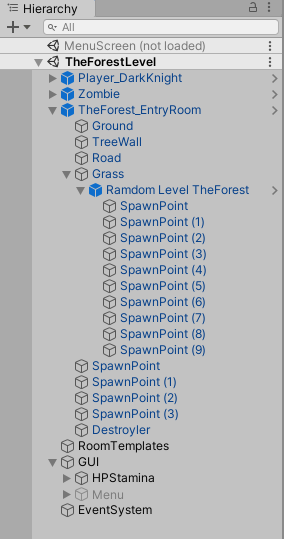 Hierarchy
All
MenuScreen (not loaded)
TheForestLevel
Player_DarkKnight
Zombie
TheForest_EntryRoom
Ground
TreeWall
Road
Grass
Ramdom Level TheForest
SpawnPoint
SpawnPoint (1)
SpawnPoint (2)
SpawnPoint (3)
SpawnPoint (4)
SpawnPoint (5)
SpawnPoint (6)
SpawnPoint (7)
SpawnPoint (8)
SpawnPoint (9)
SpawnPoint
SpawnPoint (1)
SpawnPoint (2)
SpawnPoint (3)
Destroyler
RoomTemplates
GUI
HPStamina
Menu
EventSystem